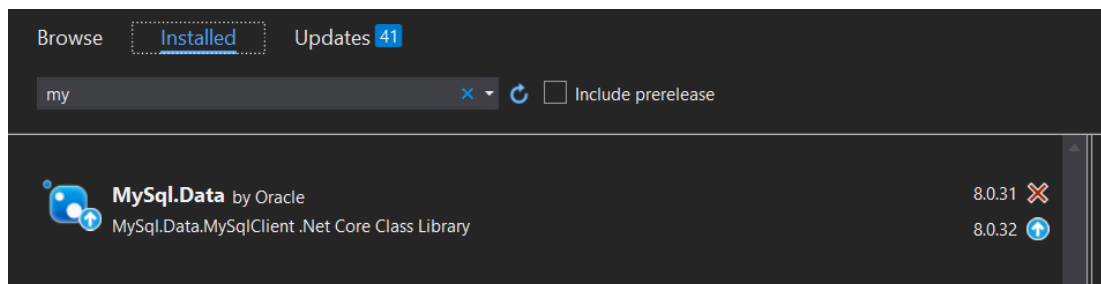 Browse Installed Updates 41
my Include prerelease
MySql.Data by Oracle 8.0.31
MySql.Data.MySqlClient .Net Core Class Library 8.0.32